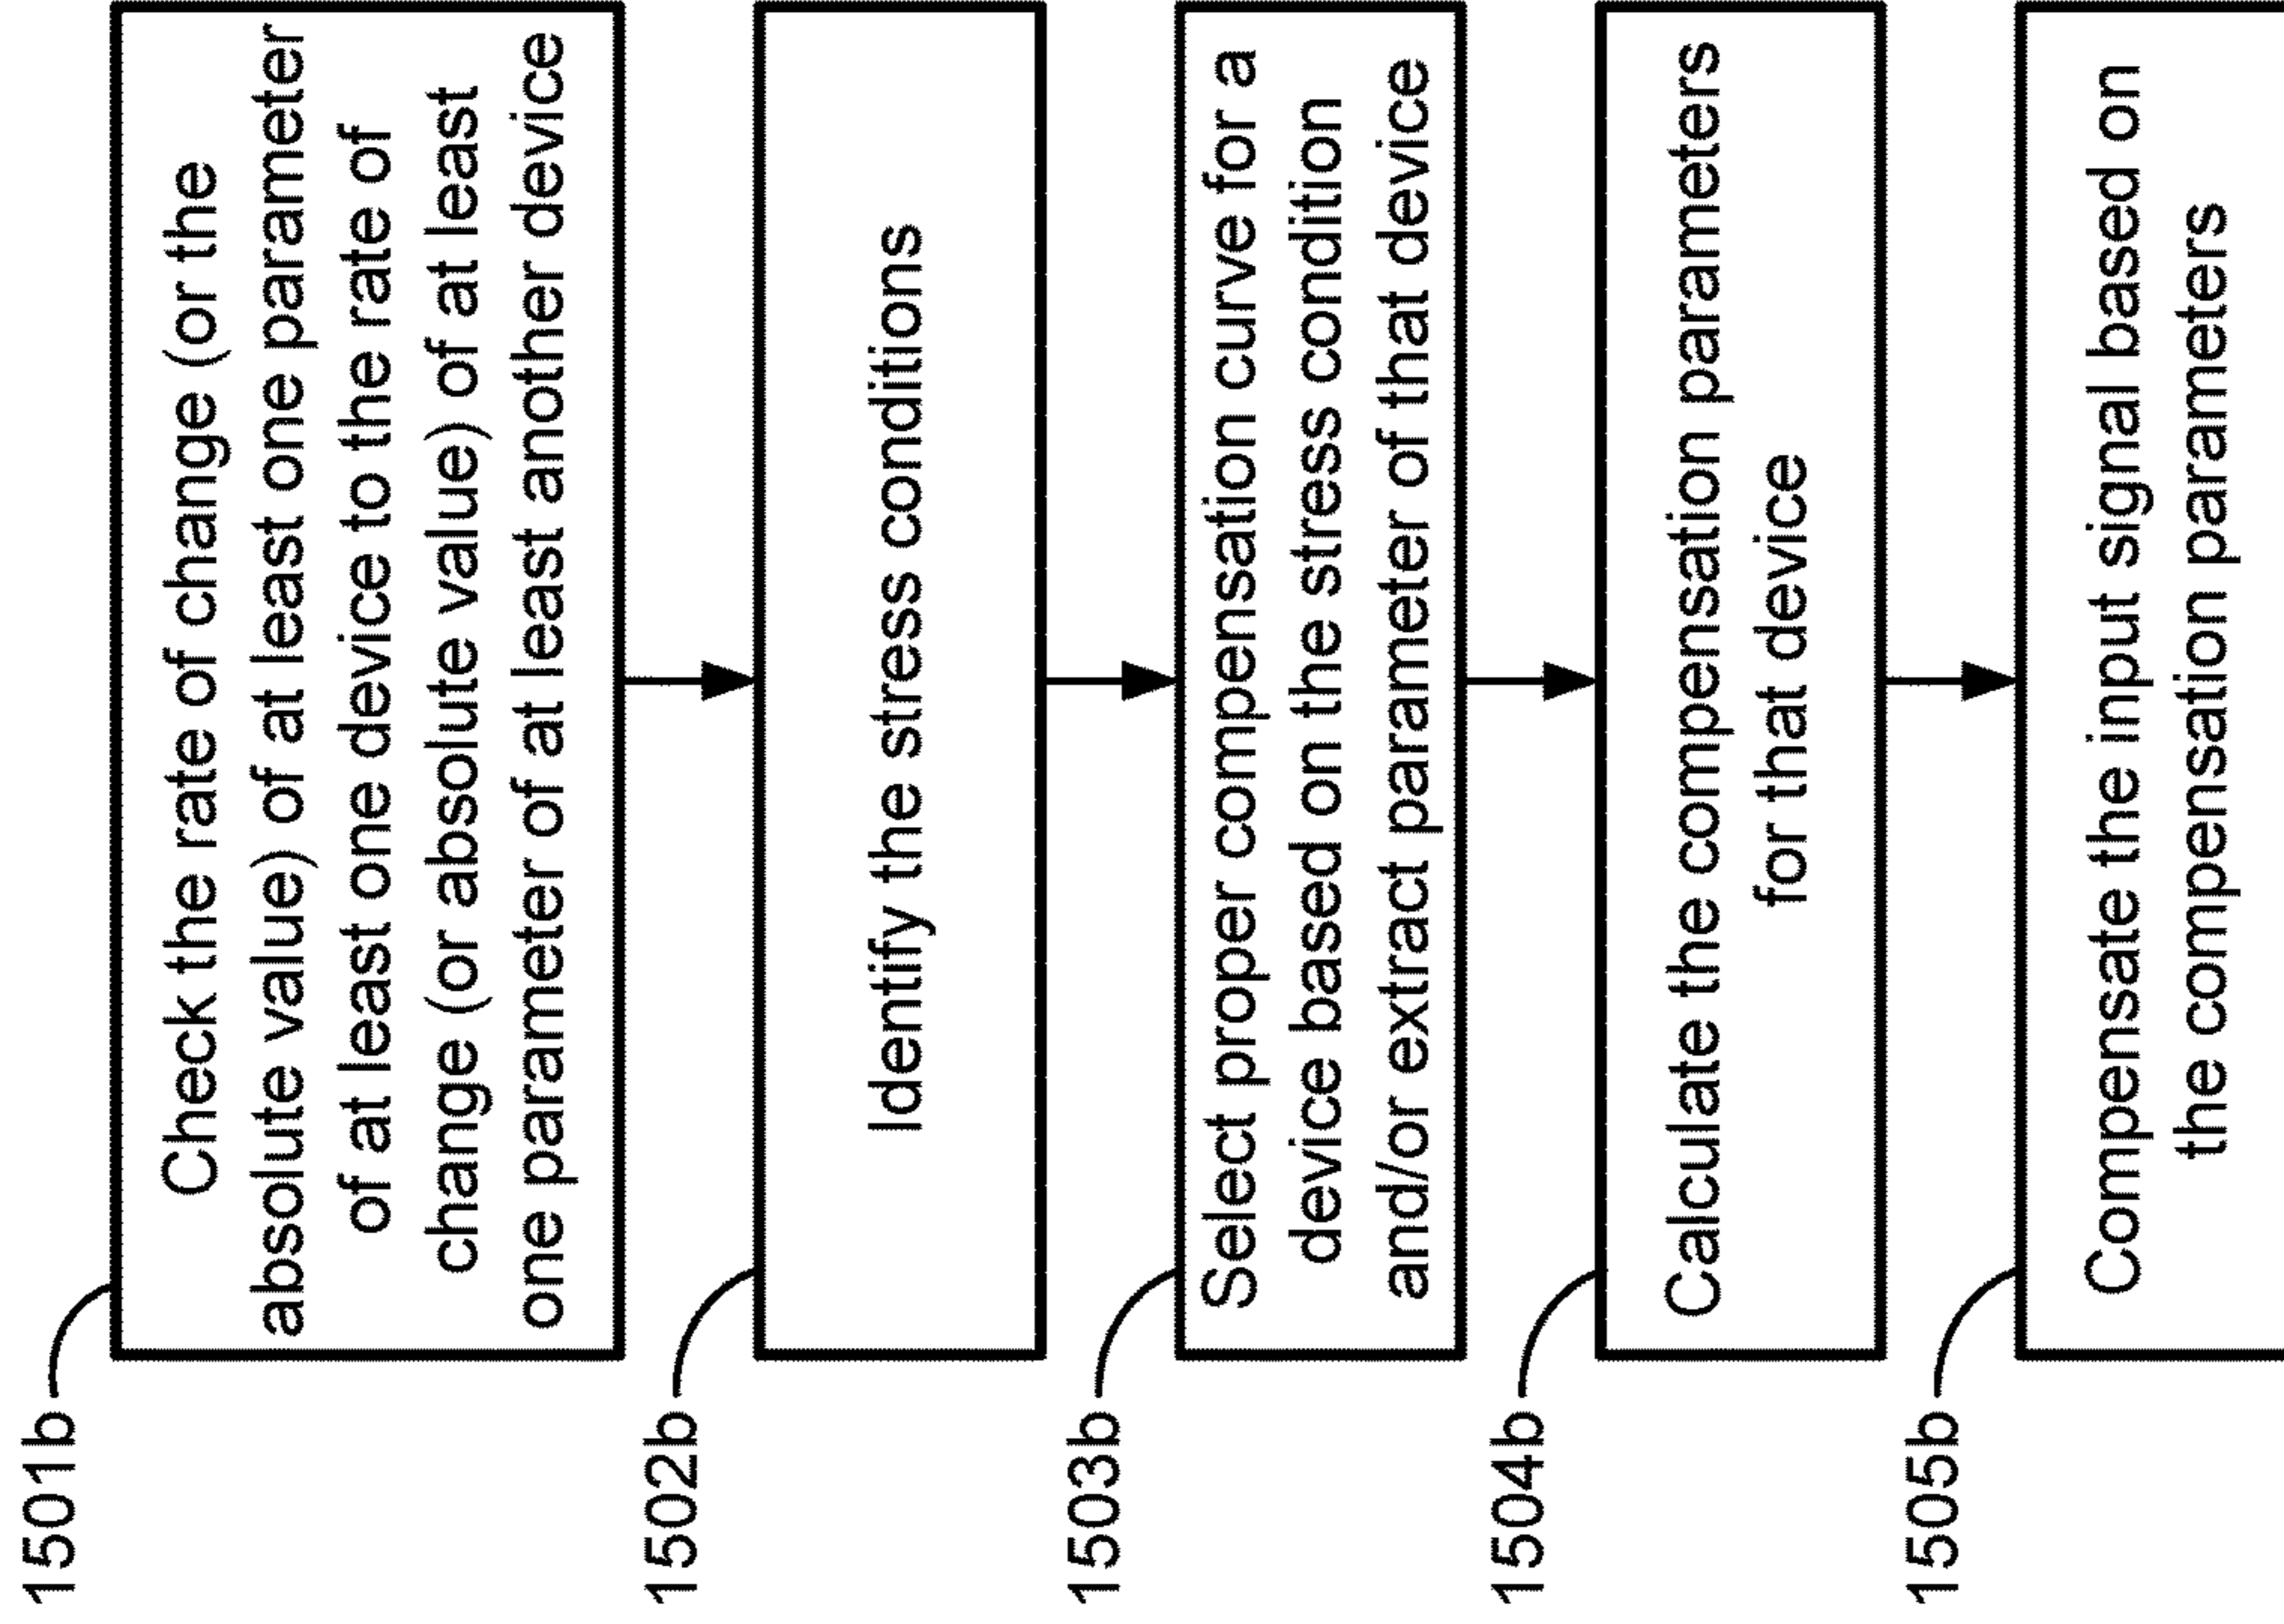 1501b
Check the rate of change (or the
absolute value) of at least one parameter
of at least one device to the rate of
change (or absolute value) of at least
one parameter of at least another device
1502b
Identify the stress conditions
1503b
Select proper compensation curve for a
device based on the stress condition
and/or extract parameter of that device
1504b
Calculate the compensation parameters
for that device
1505b
Compensate the input signal based on
the compensation parameters